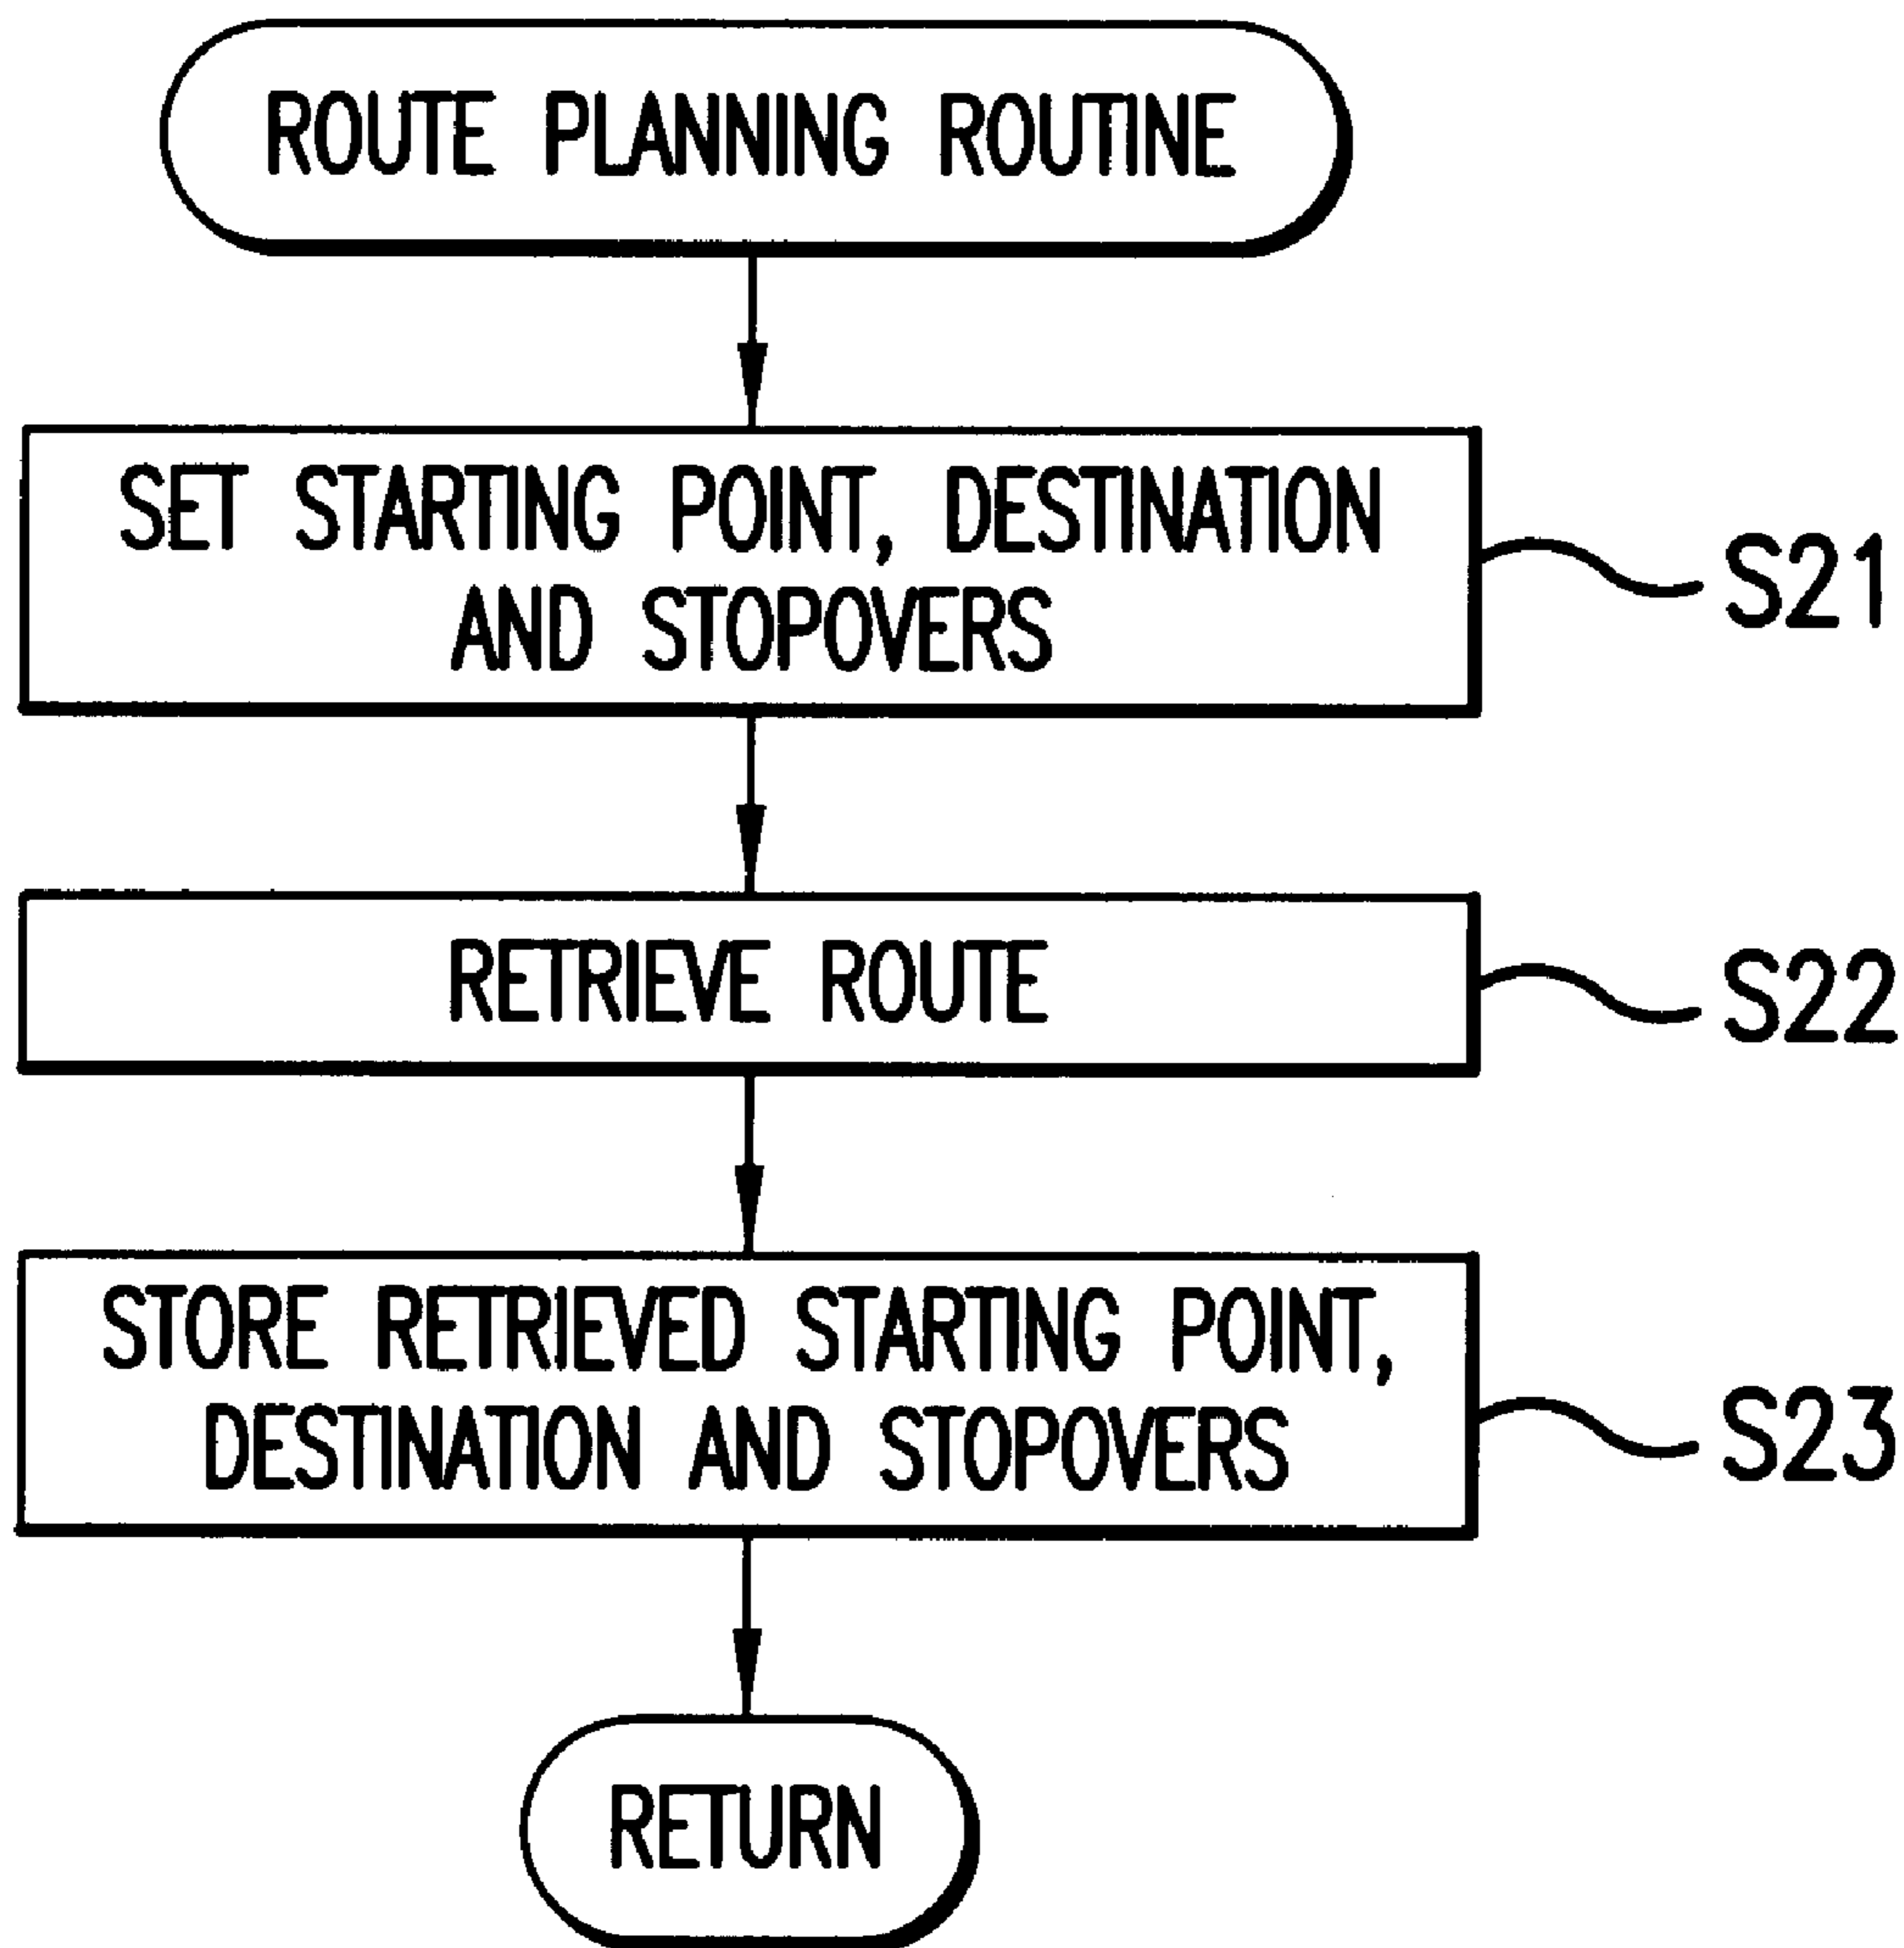 ROUTE PLANNING ROUTINE
SET STARTING POINT, DESTINATION
AND STOPOVERS
S21
RETRIEVE ROUTE
S22
STORE RETRIEVED STARTING POINT,
DESTINATION AND STOPOVERS
S23
RETURN